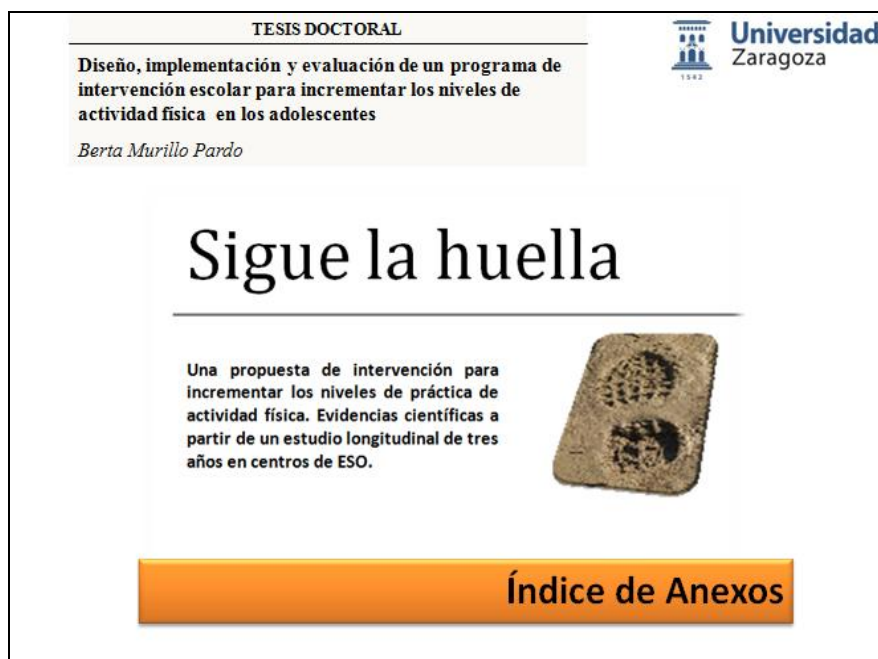 TESIS DOCTORAL
Diseño, implementación y evaluación de un programa de
intervención escolar para incrementar los niveles de
actividad física en los adolescentes
Berta Murillo Pardo
Universidad
Zaragoza
1542
Sigue la huella
Una propuesta de intervención para
incrementar los niveles de práctica de
actividad física. Evidencias científicas a
partir de un estudio longitudinal de tres
años en centros de ESO.
Índice de Anexos